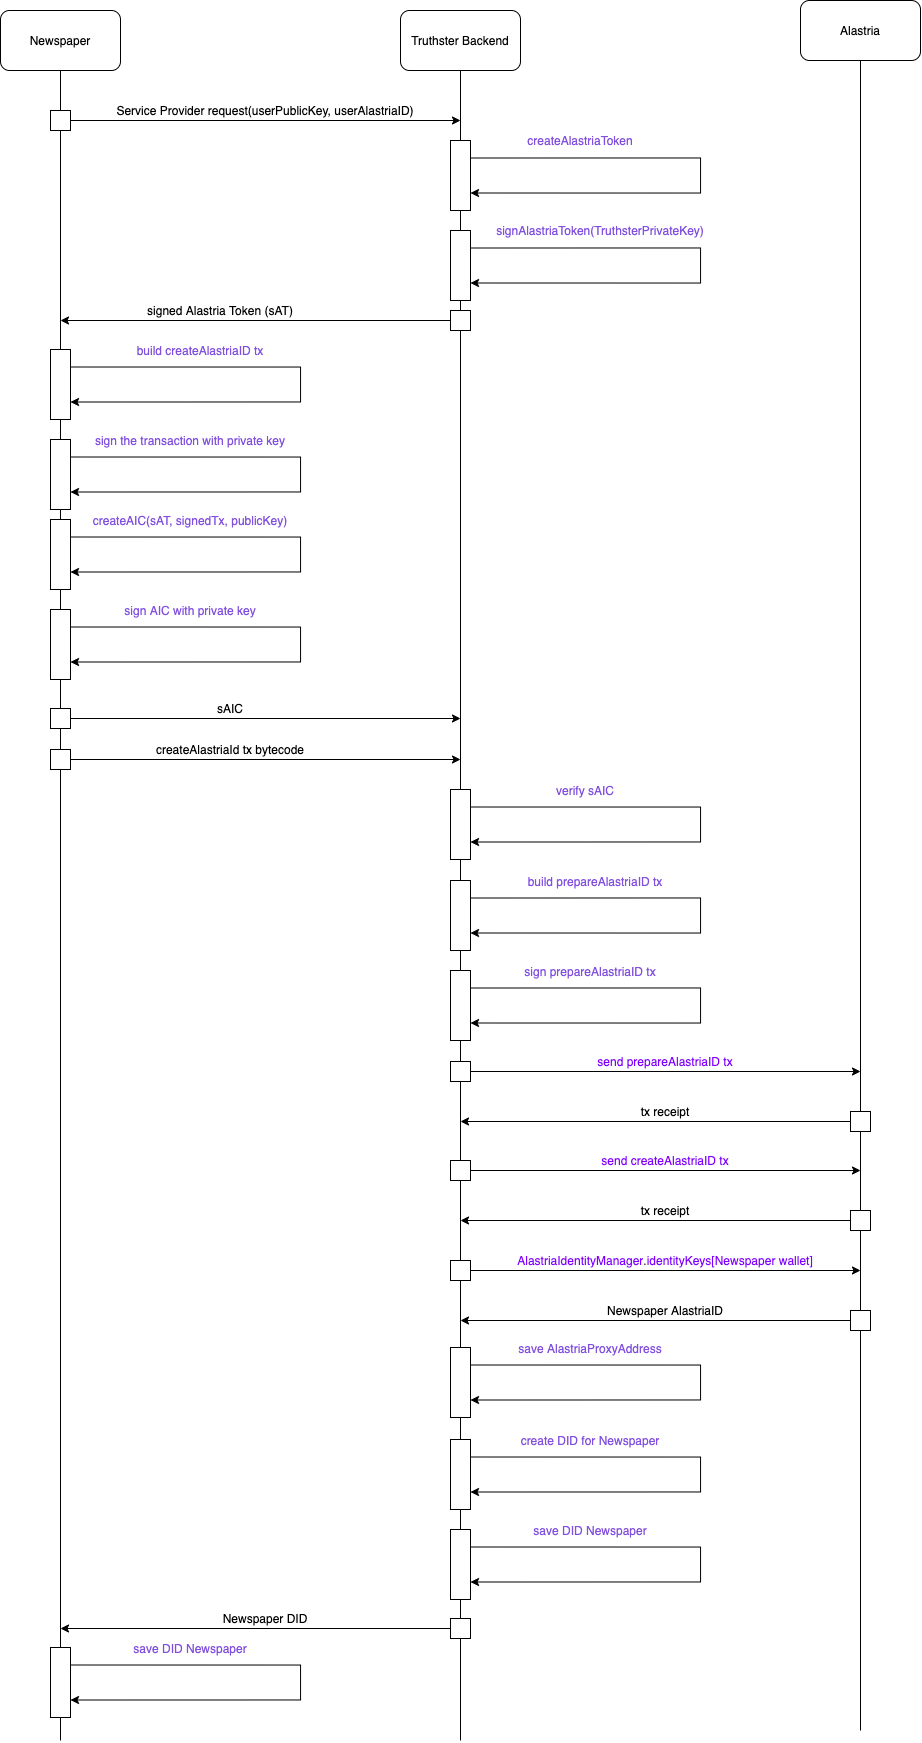 Newspaper
Truthster Backend
Alastria
Service Provider request(userPublicKey, userAlastriaID)
createAlastriaToken
signAlastriaToken(TruthsterPrivateKey)
signed Alastria Token (sAT)
build createAlastriaID tx
sign the transaction with private key
createAIC(sAT, signedTx, publicKey)
sign AIC with private key
sAIC
createAlastriaId tx bytecode
verify sAIC
build prepareAlastriaID tx
sign prepareAlastriaID tx
send prepareAlastriaID tx
tx receipt
send createAlastriaID tx
tx receipt
AlastriaIdentityManager.identityKeys[Newspaper wallet]
Newspaper AlastriaID
save AlastriaProxyAddress
create DID for Newspaper
save DID Newspaper
Newspaper DID
save DID Newspaper